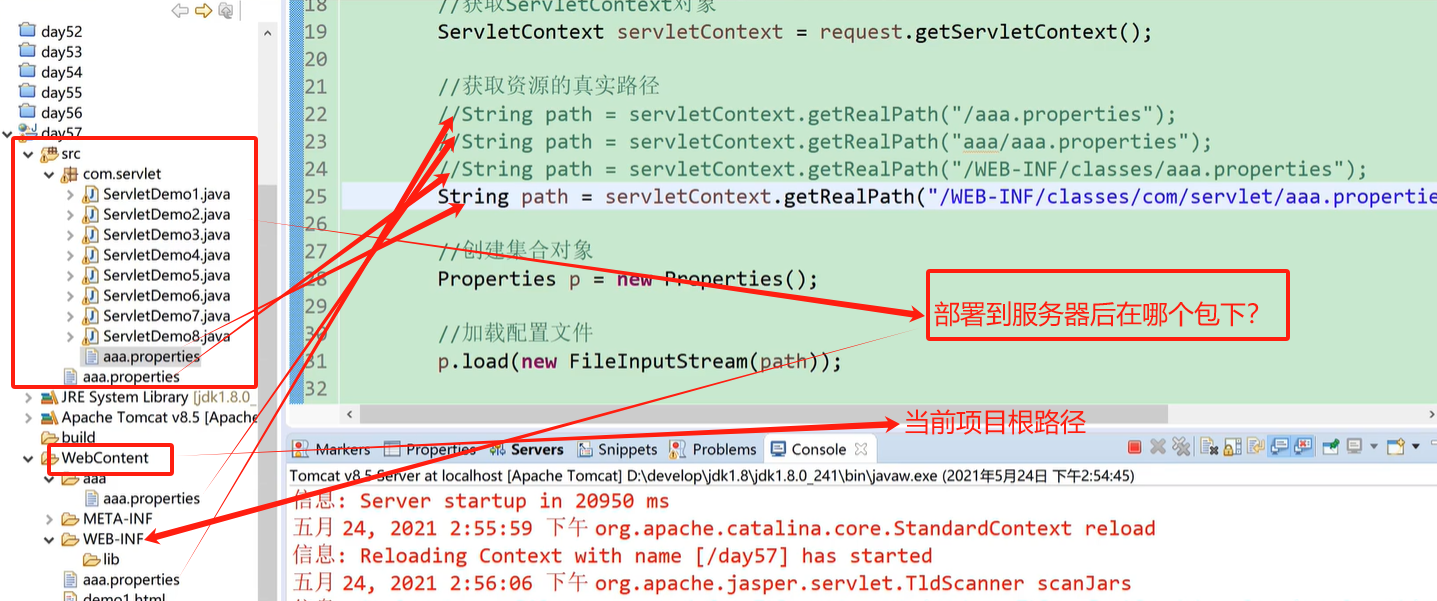 day52
day53
day54
day55
day56
day57
src
com.servlet
ServletDemo1.java
ServletDemo2.java
ServletDemo3.java
ServletDemo4.java
ServletDemo5.java
ServletDemo6.java
ServletDemo7.java
ServletDemo8.java
aaa.properties
aaa.properties
JRE System Library [jdk1.8.0_
Apache Tomcat v8.5 [Apache
build
WebContent
aaa
aaa.properties
META-INF
WEB-INF
lib
aaa.properties
demo1.html
18 //获取ServletContext对象
19 ServletContext servletContext = request.getServletContext();
20
21 //获取资源的真实路径
22 //String path = servletContext.getRealPath("/aaa.properties");
23 //String path = servletContext.getRealPath("aaa/aaa.properties");
24 //String path = servletContext.getRealPath("/WEB-INF/classes/aaa.properties");
25 String path = servletContext.getRealPath("/WEB-INF/classes/com/servlet/aaa.propertie
26
27 //创建集合对象
28 Properties p = new Properties();
29
30 //加载配置文件
31 p.load(new FileInputStream(path));
32
部署到服务器后在哪个包下？
当前项目根路径
Markers Properties Servers Snippets Problems Console
Tomcat v8.5 Server at localhost [Apache Tomcat] D:\develop\jdk1.8\jdk1.8.0_241\bin\javaw.exe (2021年5月24日 下午2:54:45)
信息: Server startup in 20950 ms
五月 24, 2021 2:55:59 下午 org.apache.catalina.core.StandardContext reload
信息: Reloading Context with name [/day57] has started
五月 24, 2021 2:56:06 下午 org.apache.jasper.servlet.TldScanner scanJars